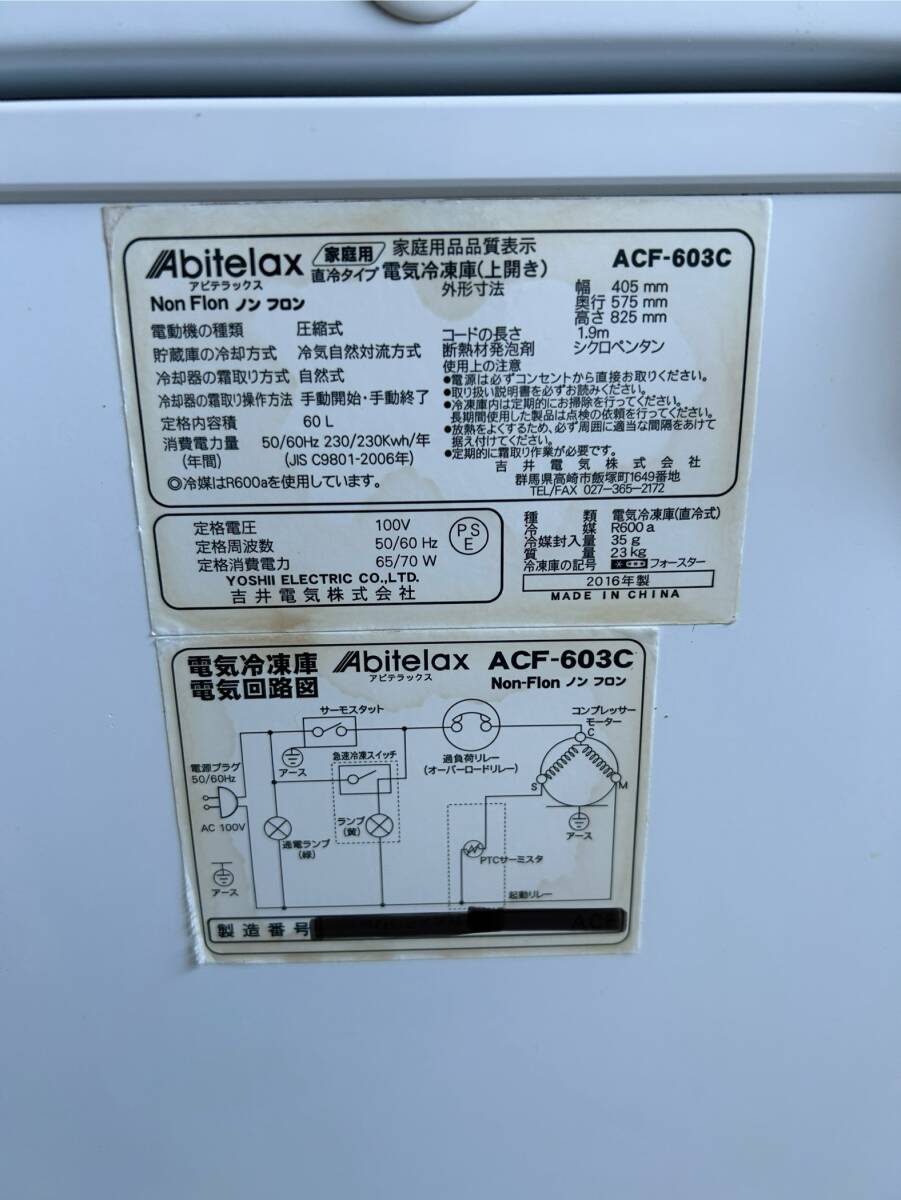 Abitelax 家庭用 家庭用品品質表示 ACF-603C
アビテラックス 直冷タイプ 電気冷凍庫(上開き)
Non Flon ノン フロン
電動機の種類 圧縮式
貯蔵庫の冷却方式 冷気自然対流方式
冷却器の霜取り方式 自然式
冷却器の霜取り操作方法 手動開始・手動終了
定格内容積 60 L
消費電力量 50/60Hz 230/230Kwh/年
(年間) (JIS C9801-2006年)
◎冷媒はR600aを使用しています。
外形寸法 幅 405 mm
奥行 575 mm
高さ 825 mm
コードの長さ 1.9m
断熱材発泡剤 シクロペンタン
使用上の注意
●電源は必ずコンセントから直接お取りください。
●取り扱い説明書を必ずお読みください。
●冷凍庫内は定期的にお掃除を行ってください。
長期間使用した製品は点検の依頼を行ってください。
●放熱をよくするため、必ず周囲に適当な間隔をあけて
据え付けてください。
●定期的に霜取り作業が必要です。
吉井電気株式会社
群馬県高崎市飯塚町1649番地
TEL/FAX 027-365-2172
定格電圧 100V
定格周波数 50/60 Hz
定格消費電力 65/70 W
PS
E
YOSHII ELECTRIC CO.,LTD.
吉井電気株式会社
種類 電気冷凍庫(直冷式)
冷媒 R600 a
冷媒封入量 35 g
質量 23 kg
冷凍庫の記号 フォースター
2016年製
MADE IN CHINA
電気冷凍庫 Abitelax ACF-603C
電気回路図 アビテラックス Non-Flon ノン フロン
サーモスタット
コンプレッサー
モーター
C
アース
急速冷凍スイッチ
過負荷リレー
(オーバーロードリレー)
電源プラグ
50/60Hz
AC 100V
S
M
ランプ
(黄)
通電ランプ
(緑)
アース
PTCサーミスタ
アース
起動リレー
製造番号